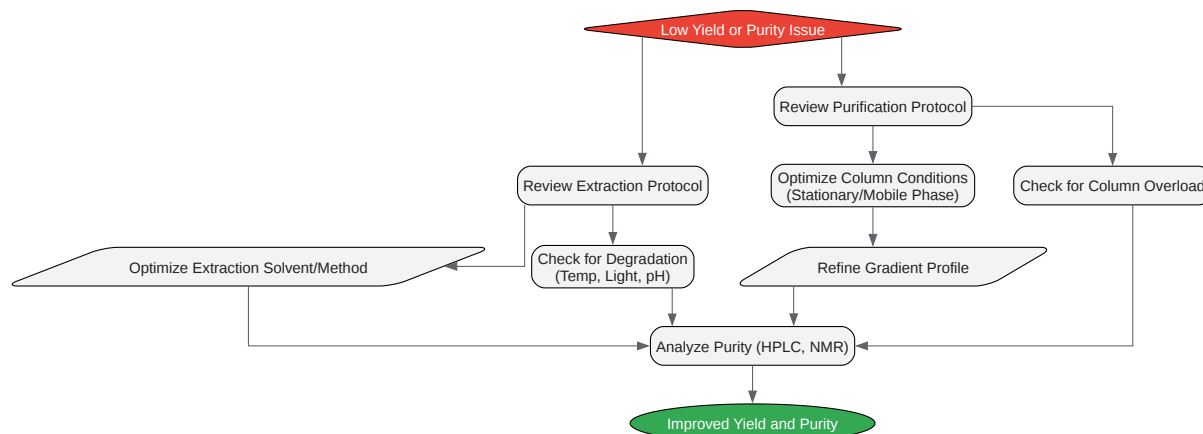 Low Yield or Purity Issue
Review Purification Protocol
Review Extraction Protocol
Optimize Column Conditions
(Stationary/Mobile Phase)
Check for Column Overload
Optimize Extraction Solvent/Method
Check for Degradation
(Temp, Light, pH)
Refine Gradient Profile
Analyze Purity (HPLC, NMR)
Improved Yield and Purity